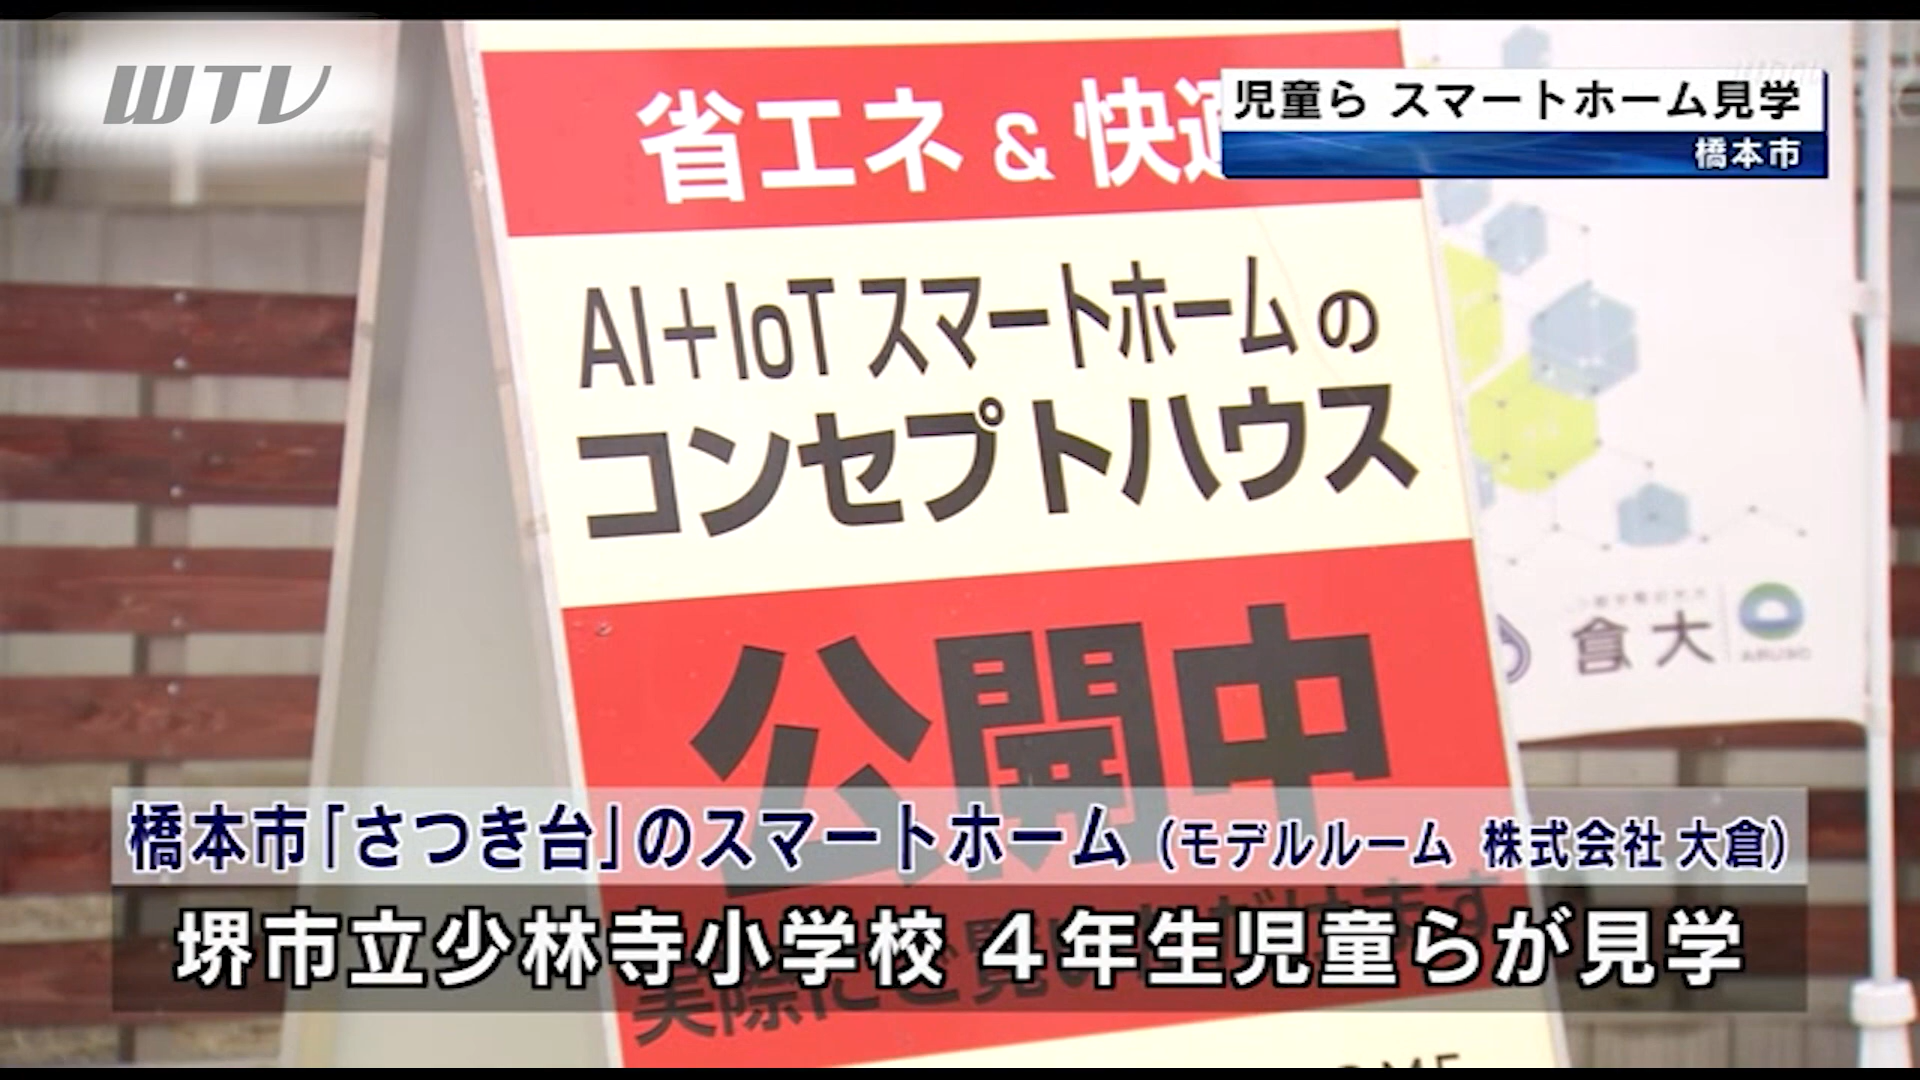 WTV
児童ら スマートホーム見学
橋本市
省エネ & 快適
AI+IoT スマートホーム の
コンセプトハウス
公開中
大倉
橋本市「さつき台」のスマートホーム (モデルルーム 株式会社 大倉)
堺市立少林寺小学校 4年生児童らが見学